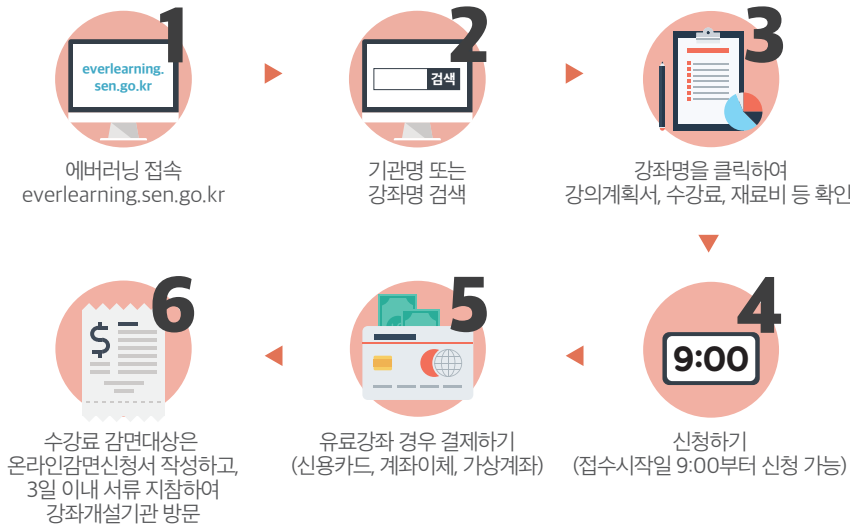 1
everlearning.
sen.go.kr
에버러닝 접속
everlearning.sen.go.kr
2
검색
기관명 또는
강좌명 검색
3
강좌명을 클릭하여
강의계획서, 수강료, 재료비 등 확인
4
9:00
신청하기
(접수시작일 9:00부터 신청 가능)
5
유료강좌 경우 결제하기
(신용카드, 계좌이체, 가상계좌)
6
$
수강료 감면대상은
온라인감면신청서 작성하고,
3일 이내 서류 지참하여
강좌개설기관 방문